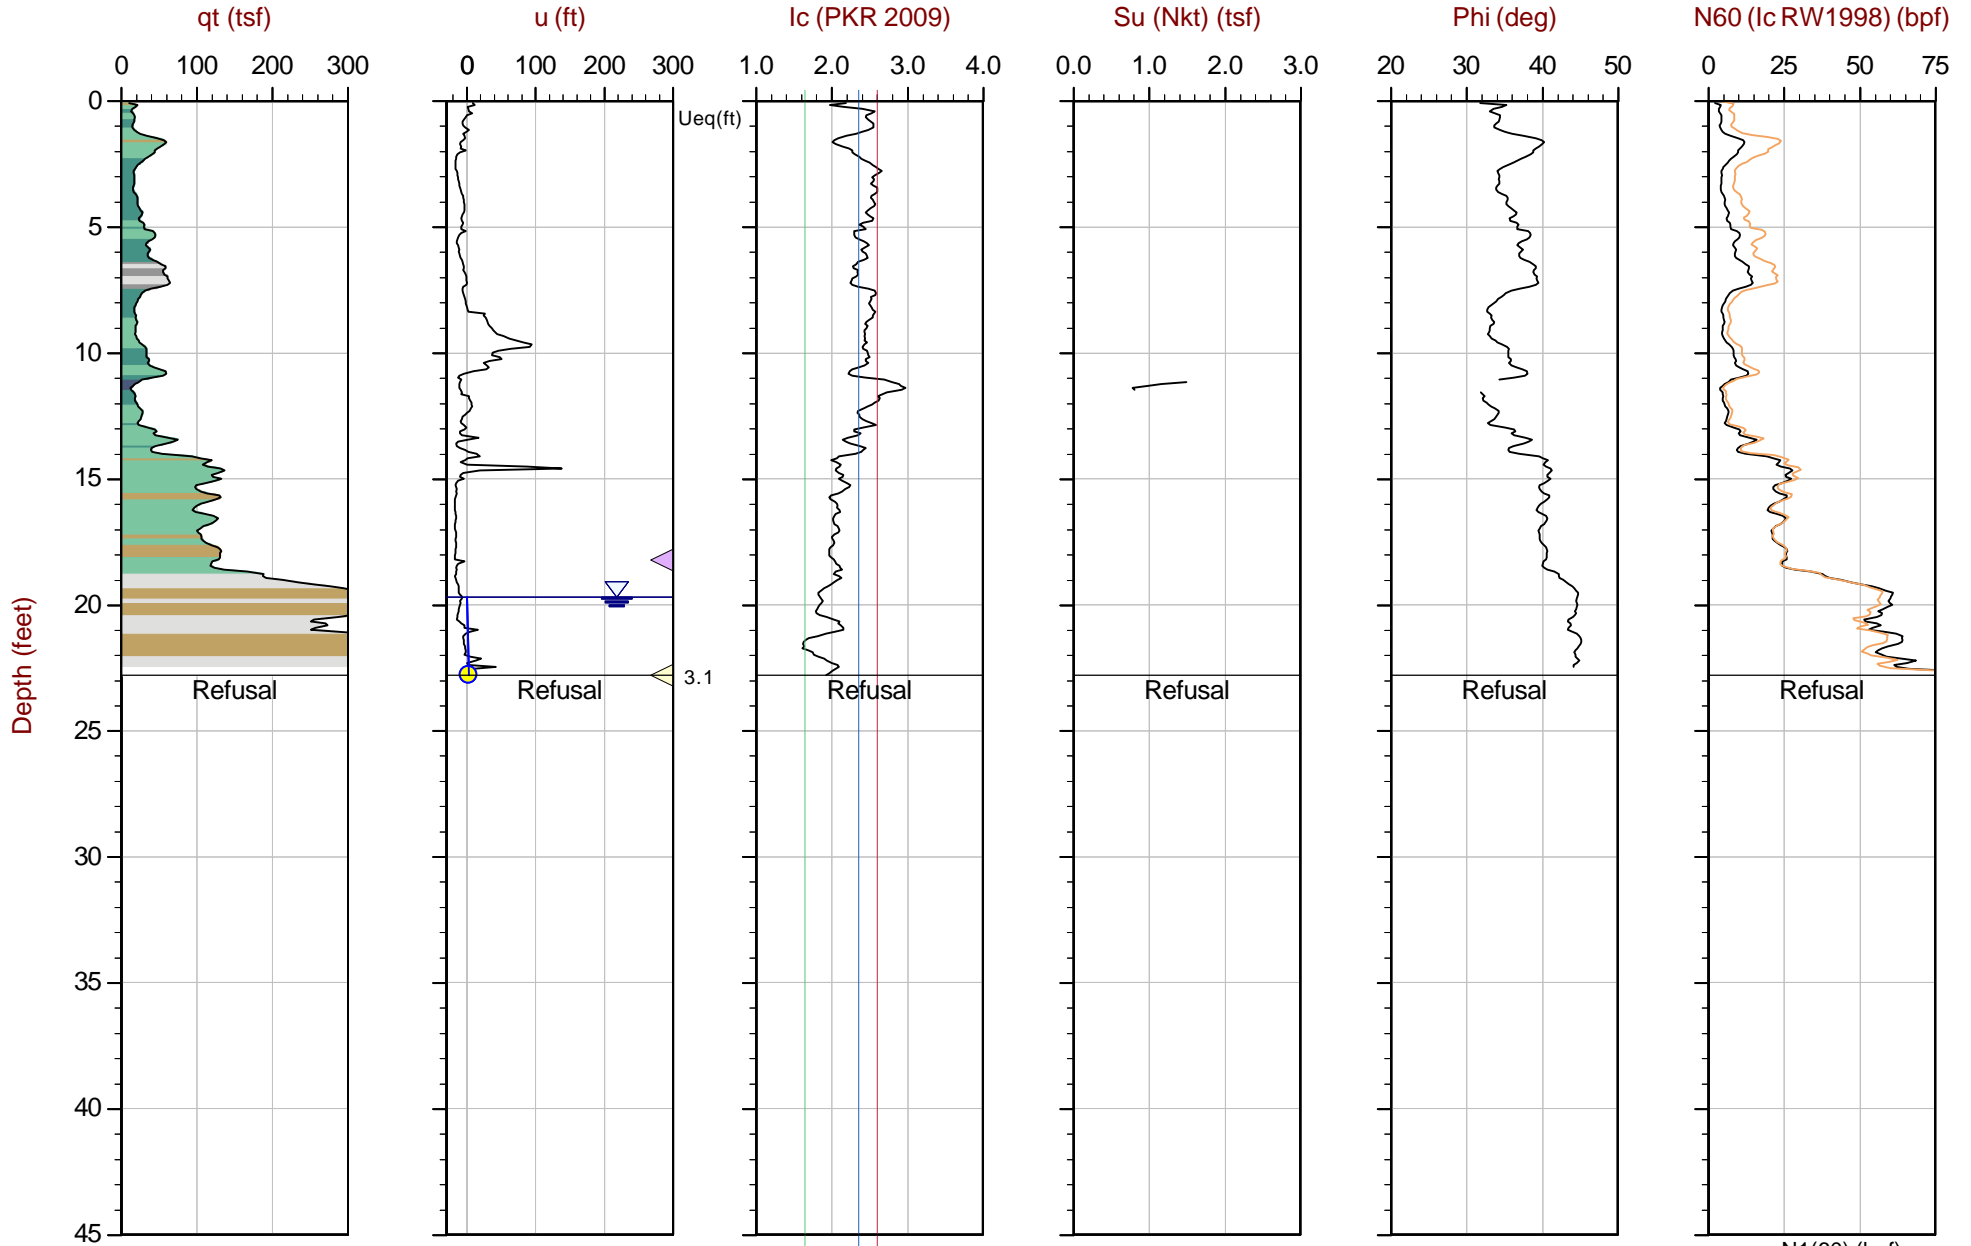 qt (tsf) u (ft) Ic (PKR 2009) Su (Nkt) (tsf) Phi (deg) N60 (Ic RW1998) (bpf)
0 100 200 300 0 100 200 300 1.0 2.0 3.0 4.0 0.0 1.0 2.0 3.0 20 30 40 50 0 25 50 75
0
Ueq(ft)
5
10
15
20
3.1
Refusal Refusal Refusal Refusal Refusal Refusal
Depth (feet)
25
30
35
40
45